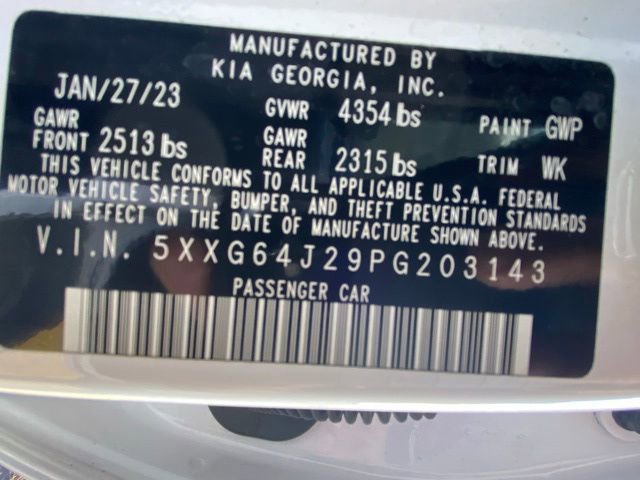 MANUFACTURED BY
KIA GEORGIA, INC.
JAN/27/23 GVWR 4354 lbs PAINT GWP
GAWR FRONT 2513 lbs GAWR REAR 2315 lbs TRIM WK
THIS VEHICLE CONFORMS TO ALL APPLICABLE U.S.A. FEDERAL
MOTOR VEHICLE SAFETY, BUMPER, AND THEFT PREVENTION STANDARDS
IN EFFECT ON THE DATE OF MANUFACTURE SHOWN ABOVE.
V.I.N. 5XXG64J29PG203143
PASSENGER CAR